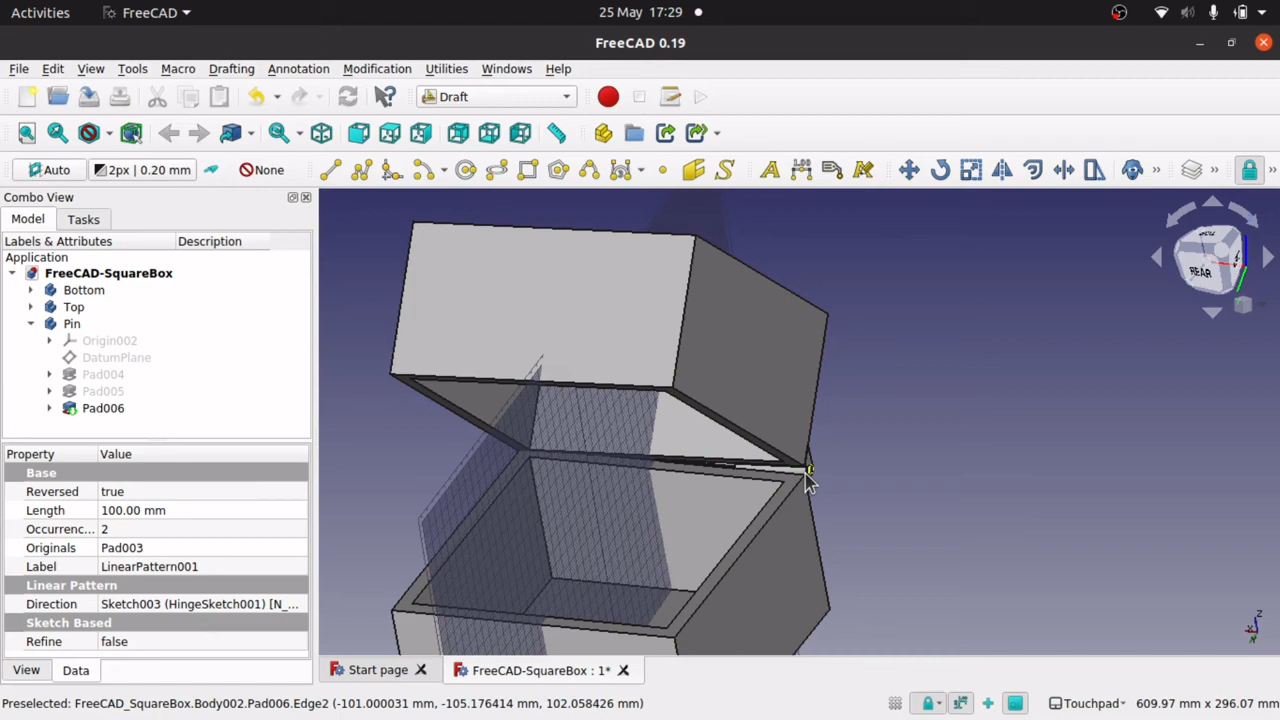 Activities FreeCAD 25 May 17:29
FreeCAD 0.19
File Edit View Tools Macro Drafting Annotation Modification Utilities Windows Help
Draft
Auto 2px | 0.20 mm None
Combo View
Model Tasks
Labels & Attributes Description
Application
FreeCAD-SquareBox
Bottom
Top
Pin
Origin002
DatumPlane
Pad004
Pad005
Pad006
Property Value
Base
Reversed true
Length 100.00 mm
Occurrenc... 2
Originals Pad003
Label LinearPattern001
Linear Pattern
Direction Sketch003 (HingeSketch001) [N_...
Sketch Based
Refine false
View Data
Start page FreeCAD-SquareBox : 1*
REAR
Z
Preselected: FreeCAD_SquareBox.Body002.Pad006.Edge2 (-101.000031 mm, -105.176414 mm, 102.058426 mm) Touchpad 609.97 mm x 296.07 mm